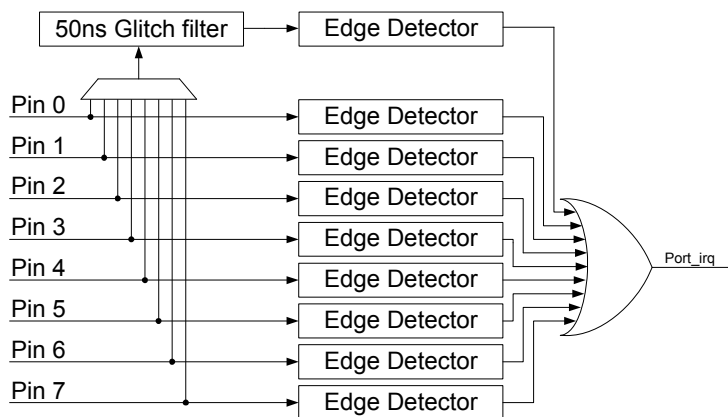 50ns Glitch filter
Edge Detector
Pin 0
Edge Detector
Pin 1
Edge Detector
Pin 2
Edge Detector
Pin 3
Edge Detector
Port_irq
Pin 4
Edge Detector
Pin 5
Edge Detector
Pin 6
Edge Detector
Pin 7
Edge Detector